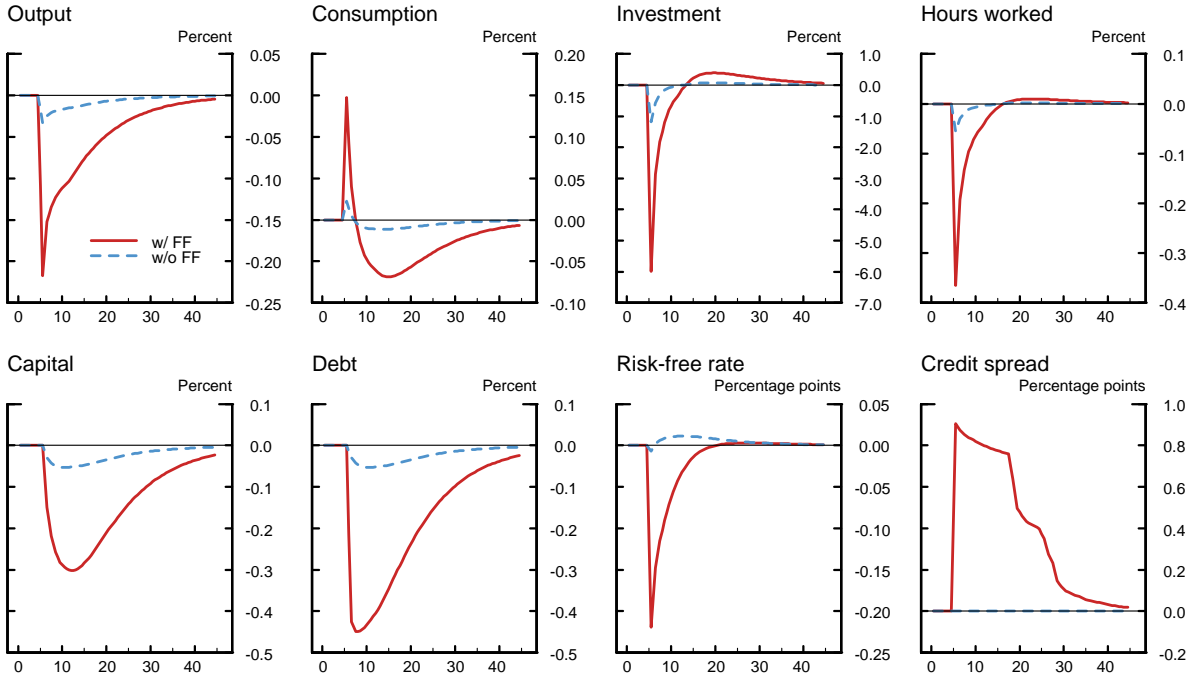 Output
Percent
0.05
0.00
-0.05
-0.10
-0.15
-0.20
-0.25
w/ FF
w/o FF
0 10 20 30 40
Consumption
Percent
0.20
0.15
0.10
0.05
0.00
-0.05
-0.10
0 10 20 30 40
Investment
Percent
1.0
0.0
-1.0
-2.0
-3.0
-4.0
-5.0
-6.0
-7.0
0 10 20 30 40
Hours worked
Percent
0.1
0.0
-0.1
-0.2
-0.3
-0.4
0 10 20 30 40
Capital
Percent
0.1
0.0
-0.1
-0.2
-0.3
-0.4
-0.5
0 10 20 30 40
Debt
Percent
0.1
0.0
-0.1
-0.2
-0.3
-0.4
-0.5
0 10 20 30 40
Risk-free rate
Percentage points
0.05
0.00
-0.05
-0.10
-0.15
-0.20
-0.25
0 10 20 30 40
Credit spread
Percentage points
1.0
0.8
0.6
0.4
0.2
0.0
-0.2
0 10 20 30 40